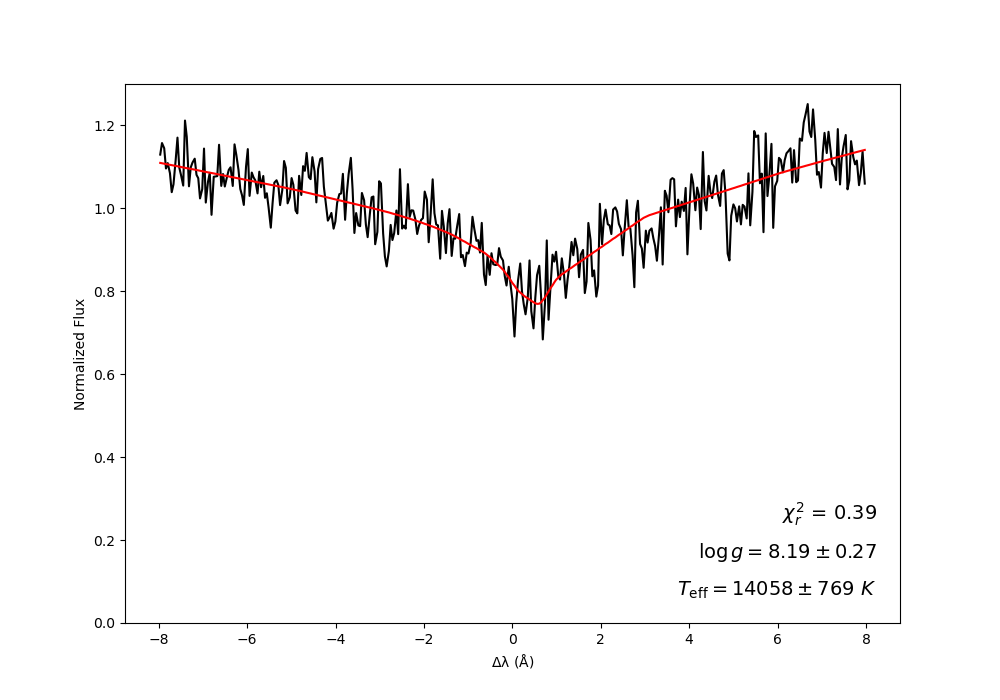 1.2
1.0
0.8
0.6
0.4
0.2
0.0
Normalized Flux
χ²ᵣ = 0.39
log g = 8.19 ± 0.27
T_eff = 14058 ± 769 K
−8 −6 −4 −2 0 2 4 6 8
Δλ (Å)